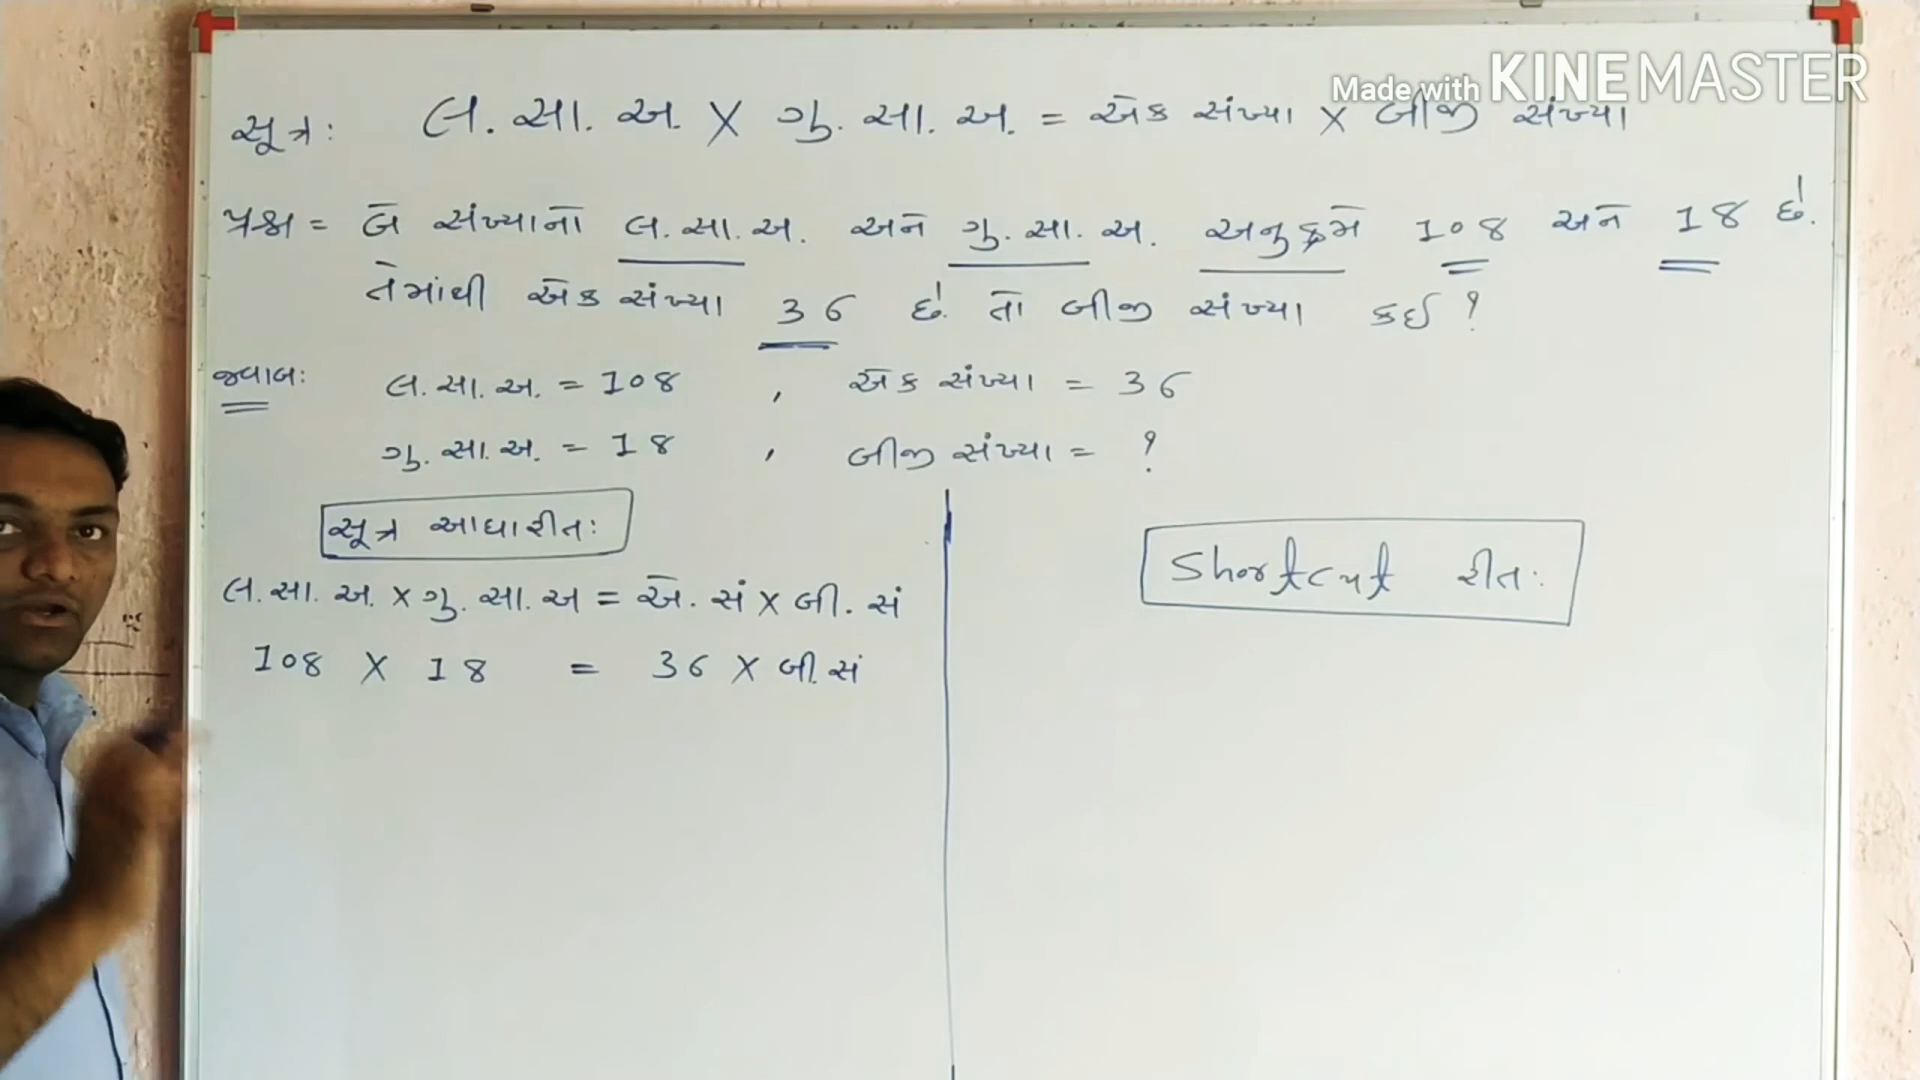 Made with KINEMASTER
સૂત્ર: લ.સા.અ. X ગુ.સા.અ. = એક સંખ્યા X બીજી સંખ્યા
પ્રશ્ન = બે સંખ્યાનો લ.સા.અ. અને ગુ.સા.અ. અનુક્રમે 108 અને 18 છે.
તેમાંથી એક સંખ્યા 36 છે. તો બીજી સંખ્યા કઈ ?
જવાબ: લ.સા.અ. = 108 , એક સંખ્યા = 36
ગુ.સા.અ. = 18 , બીજી સંખ્યા = ?
સૂત્ર આધારીત:
Shortcut રીત:
લ.સા.અ. x ગુ.સા.અ = એ. સં x બી. સં
108 X 18 = 36 X બી.સં